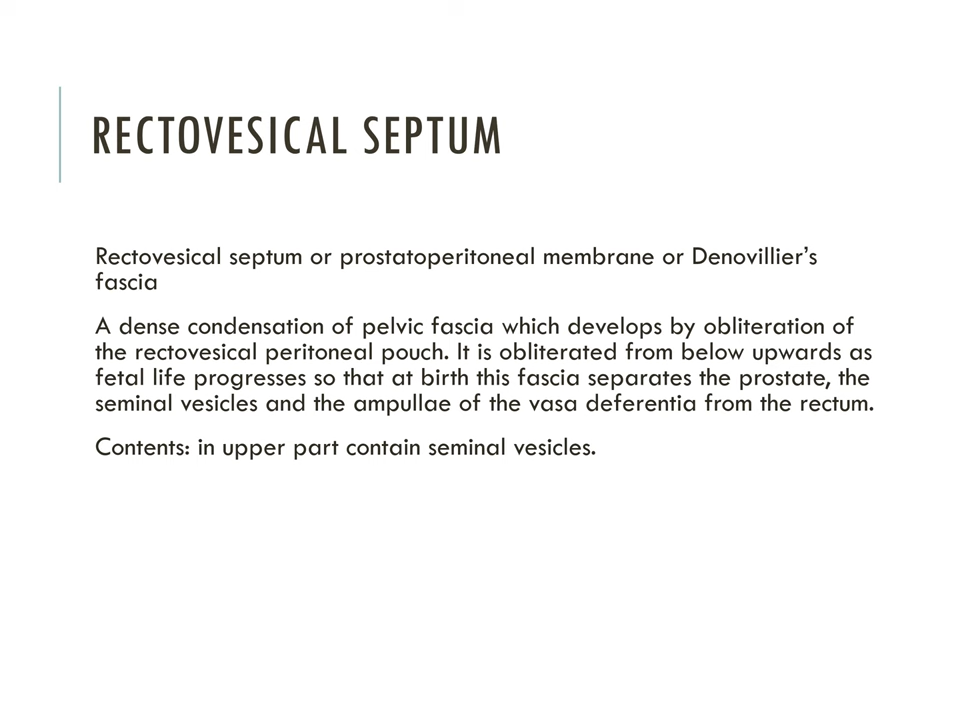 RECTOVESICAL SEPTUM
Rectovesical septum or prostatoperitoneal membrane or Denovillier's
fascia
A dense condensation of pelvic fascia which develops by obliteration of
the rectovesical peritoneal pouch. It is obliterated from below upwards as
fetal life progresses so that at birth this fascia separates the prostate, the
seminal vesicles and the ampullae of the vasa deferentia from the rectum.
Contents: in upper part contain seminal vesicles.